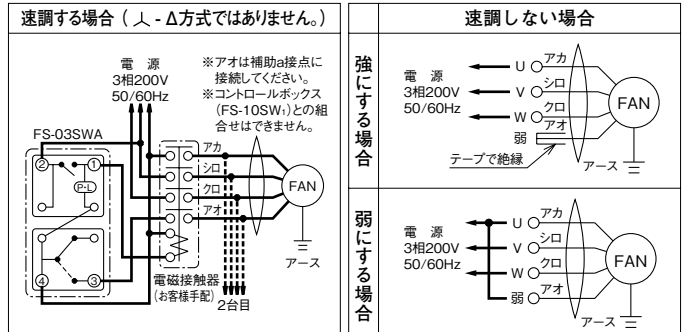 速調する場合（人-Δ方式ではありません。）
電　源
3相200V
50/60Hz
※アオは補助a接点に
接続してください。
※コントロールボックス
（FS-10SW₁）との組
合せはできません。
FS-03SWA
②
①
P-L
④
③
アカ
シロ
クロ
アオ
FAN
アース
電磁接触器
（お客様手配）
2台目
速調しない場合
強にする場合
電　源
3相200V
50/60Hz
U
V
W
弱
アカ
シロ
クロ
アオ
FAN
テープで絶縁
アース
弱にする場合
電　源
3相200V
50/60Hz
U
V
W
弱
アカ
シロ
クロ
アオ
FAN
アース